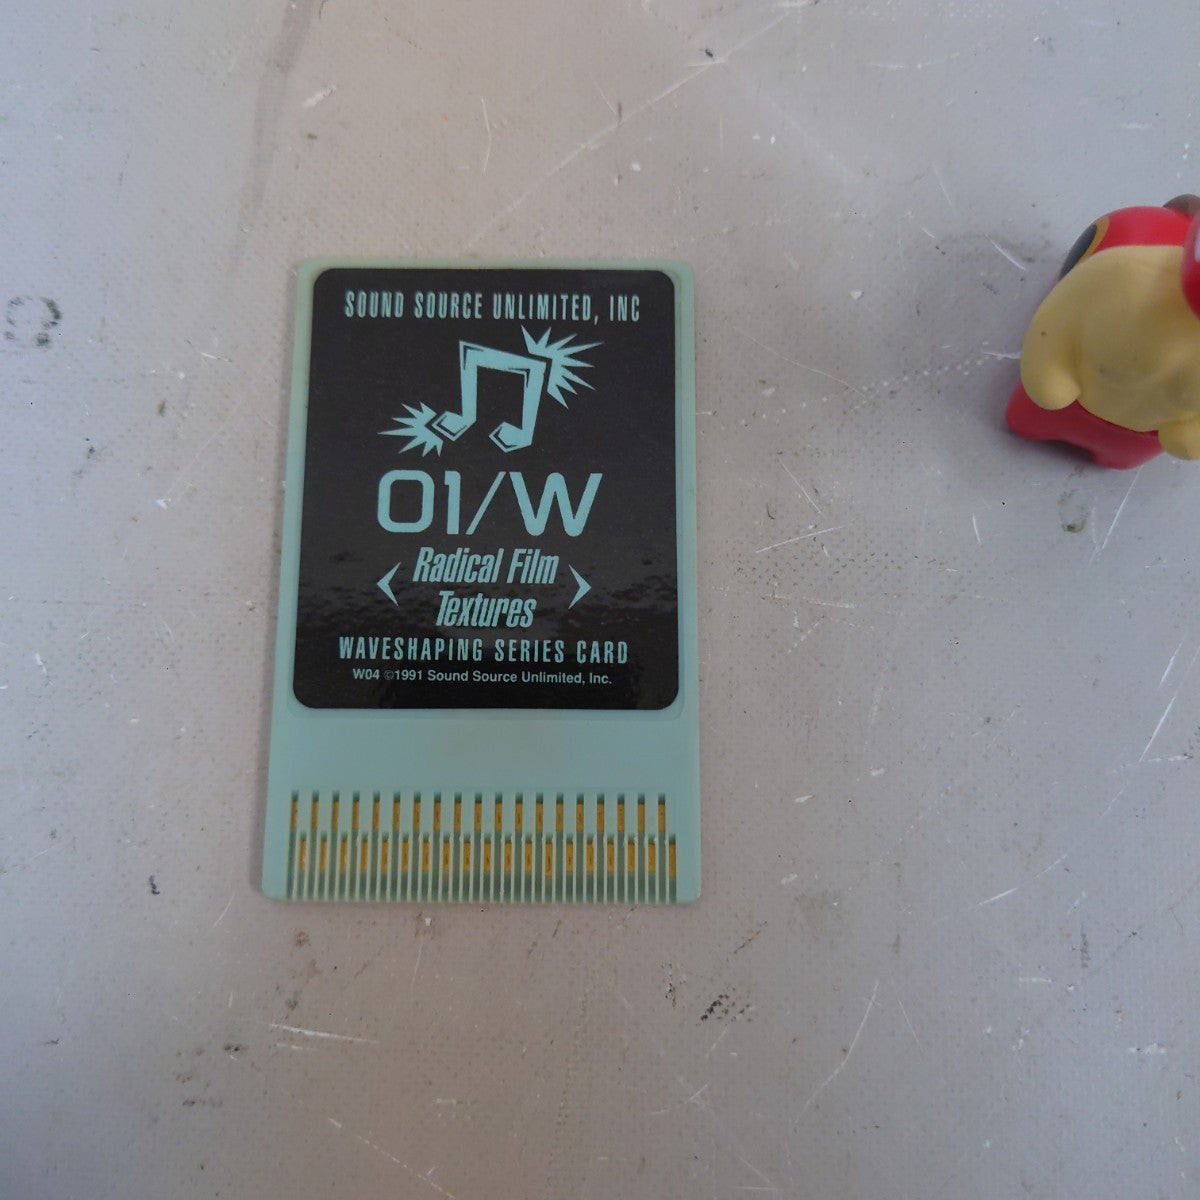 SOUND SOURCE UNLIMITED, INC
01/W
Radical Film
Textures
WAVESHAPING SERIES CARD
W04 ©1991 Sound Source Unlimited, Inc.